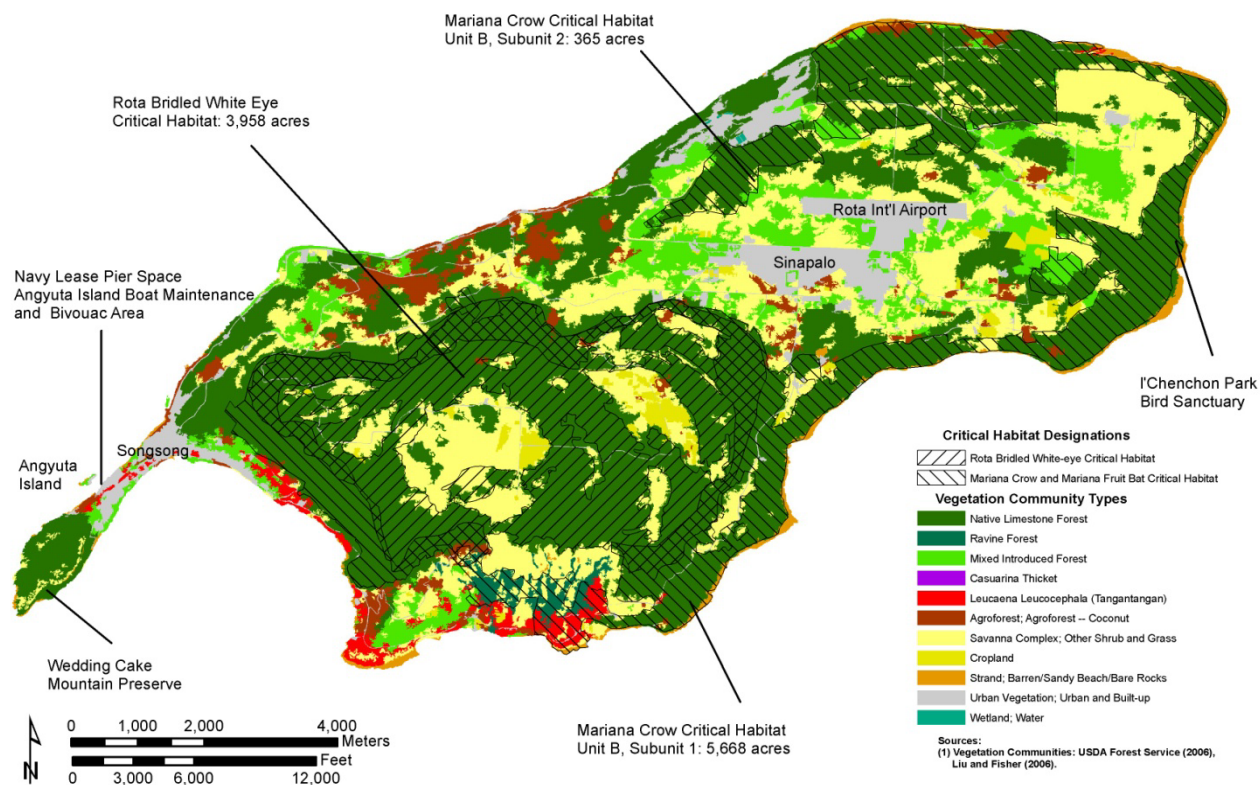 Mariana Crow Critical Habitat
Unit B, Subunit 2: 365 acres
Rota Bridled White Eye
Critical Habitat: 3,958 acres
Rota Int'l Airport
Sinapalo
Navy Lease Pier Space
Angyuta Island Boat Maintenance
and Bivouac Area
I'Chenchon Park
Bird Sanctuary
Songsong
Angyuta
Island
Wedding Cake
Mountain Preserve
Mariana Crow Critical Habitat
Unit B, Subunit 1: 5,668 acres
Critical Habitat Designations
Rota Bridled White-eye Critical Habitat
Mariana Crow and Mariana Fruit Bat Critical Habitat
Vegetation Community Types
Native Limestone Forest
Ravine Forest
Mixed Introduced Forest
Casuarina Thicket
Leucaena Leucocephala (Tangantangan)
Agroforest; Agroforest -- Coconut
Savanna Complex; Other Shrub and Grass
Cropland
Strand; Barren/Sandy Beach/Bare Rocks
Urban Vegetation; Urban and Built-up
Wetland; Water
Sources:
(1) Vegetation Communities: USDA Forest Service (2006),
Liu and Fisher (2006).
N
0 1,000 2,000 4,000
Meters
Feet
0 3,000 6,000 12,000